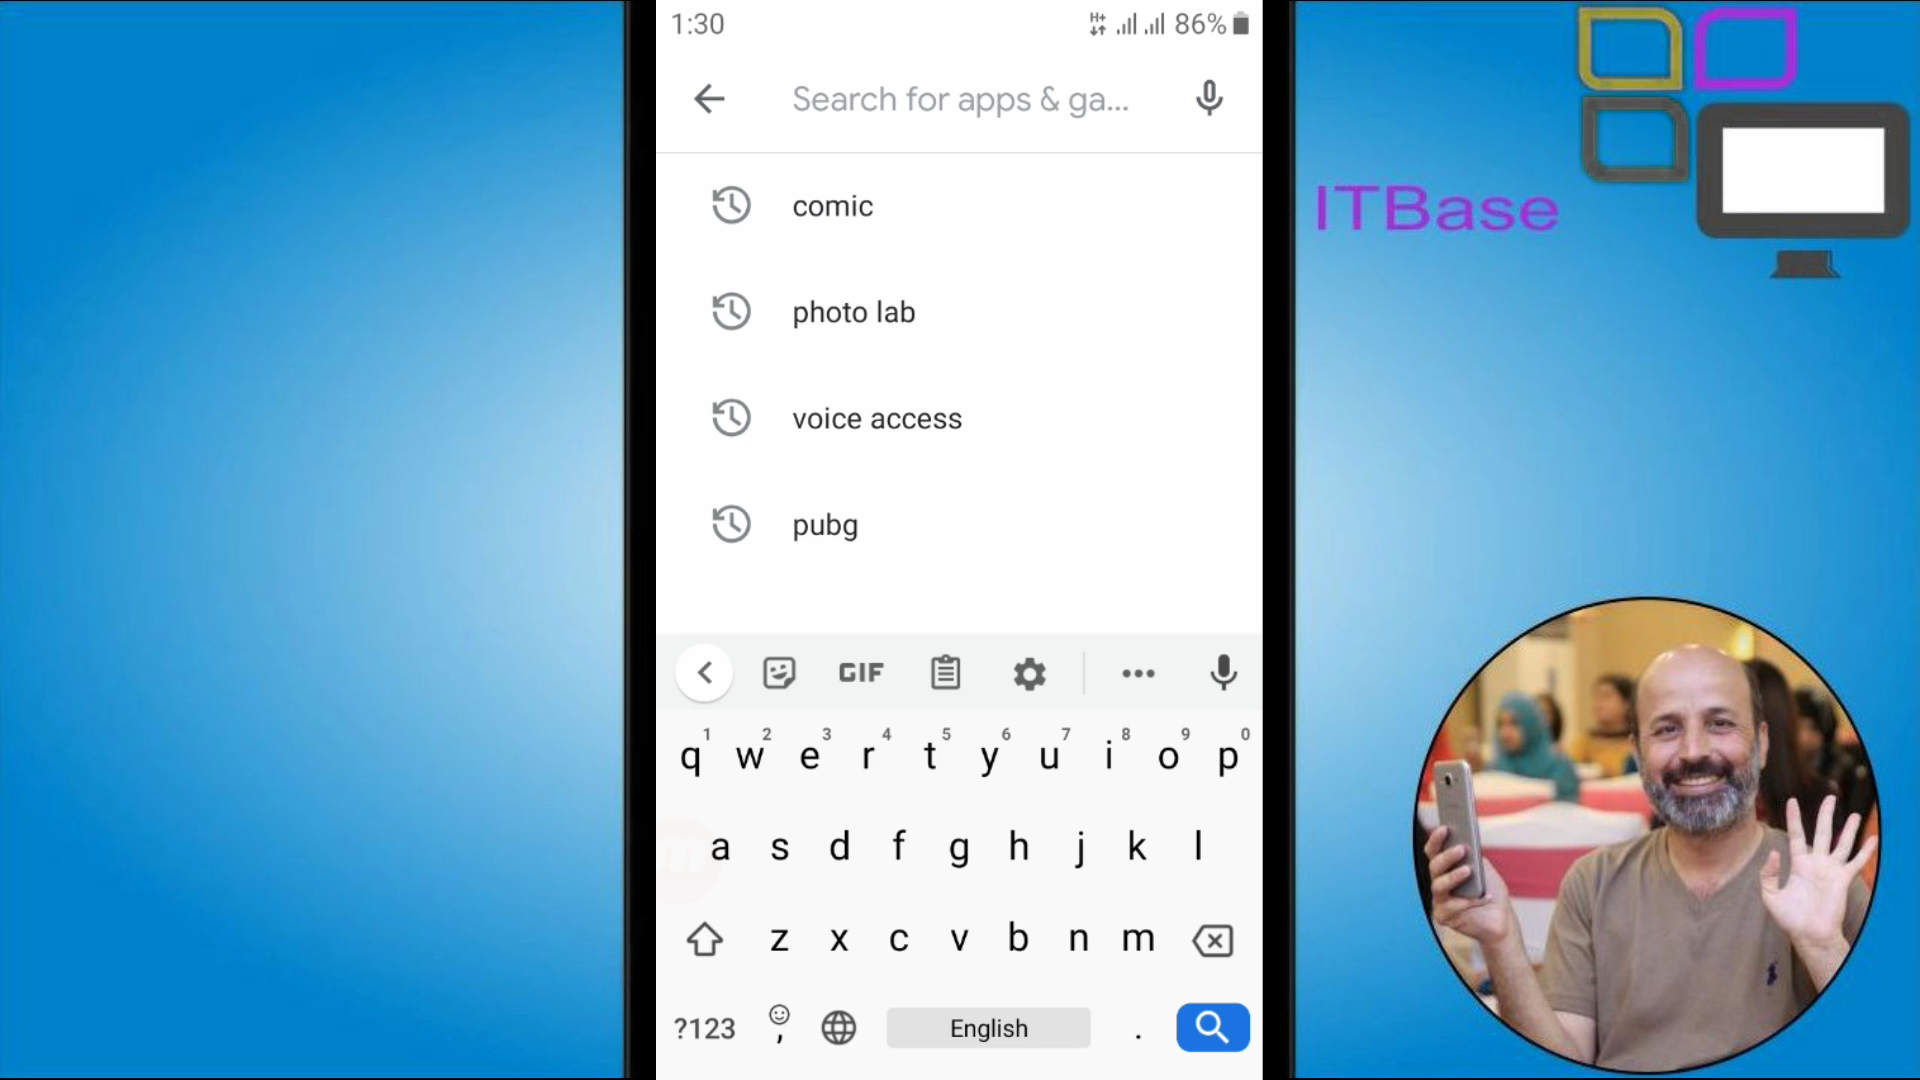 1:30 H+ 86%
Search for apps & ga...
comic
photo lab
voice access
pubg
GIF
1 2 3 4 5 6 7 8 9 0
q w e r t y u i o p
a s d f g h j k l
z x c v b n m
?123 , English .
ITBase